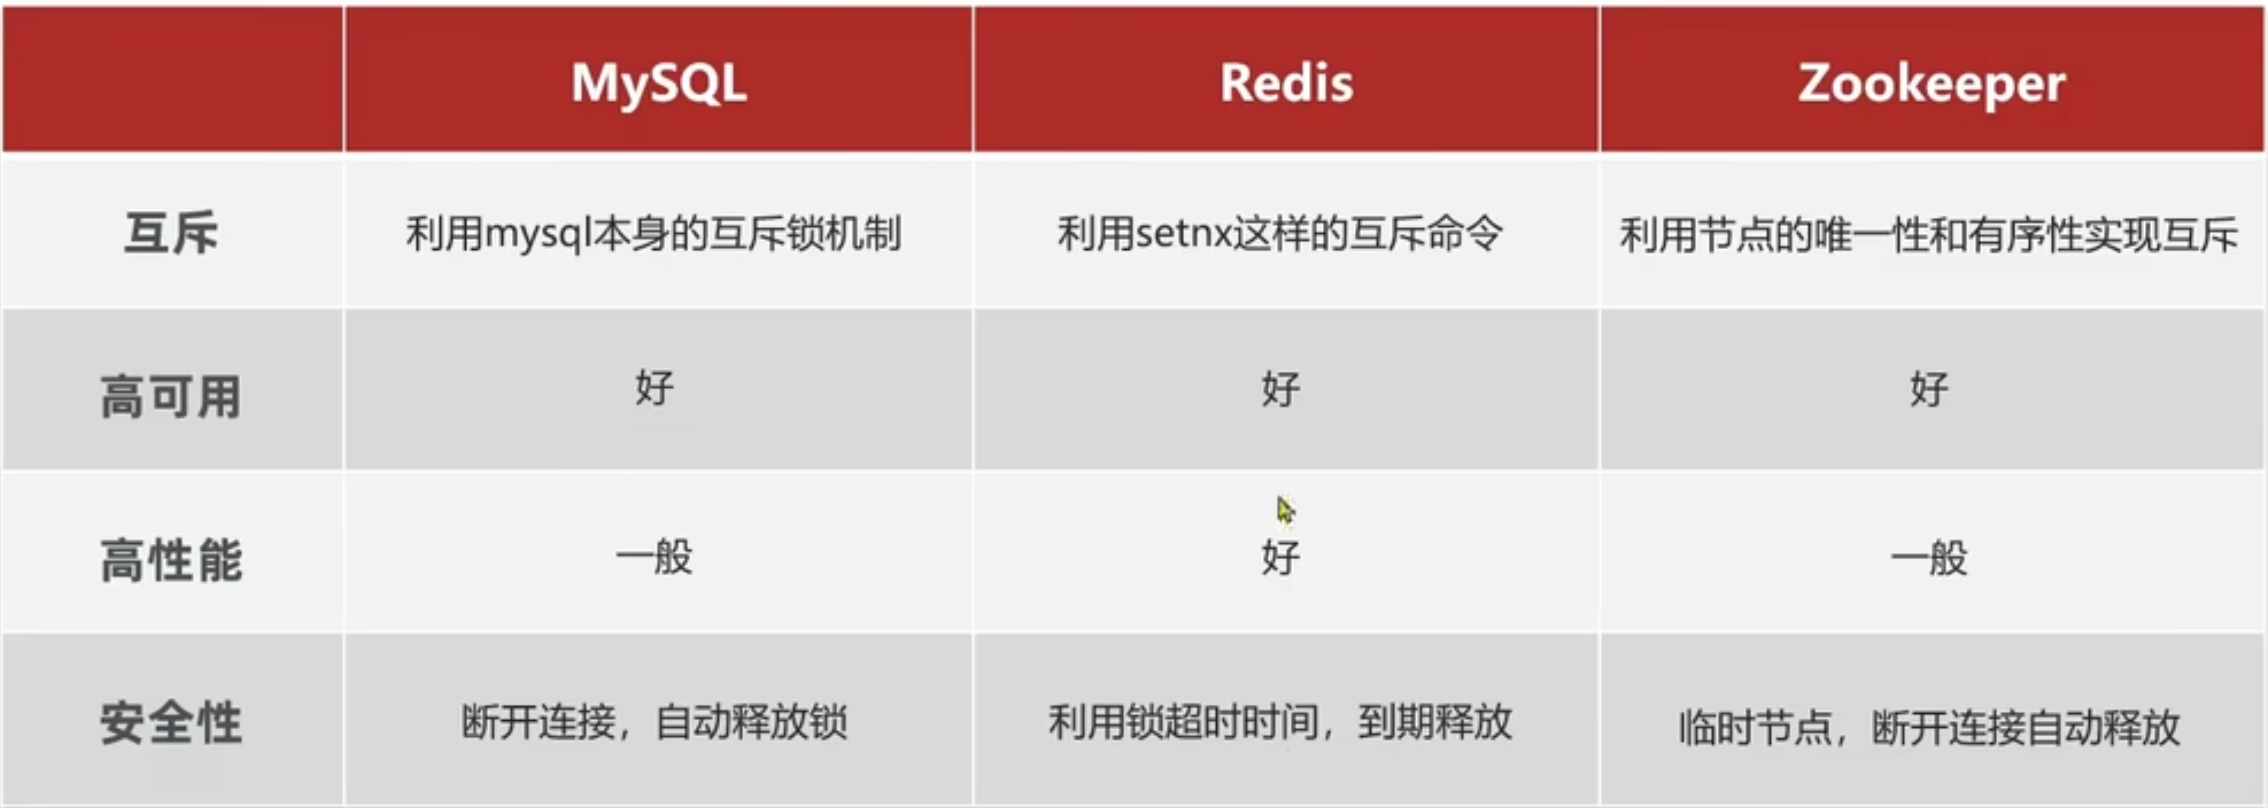 MySQL Redis Zookeeper
互斥 利用mysql本身的互斥锁机制 利用setnx这样的互斥命令 利用节点的唯一性和有序性实现互斥
高可用 好 好 好
高性能 一般 好 一般
安全性 断开连接，自动释放锁 利用锁超时时间，到期释放 临时节点，断开连接自动释放